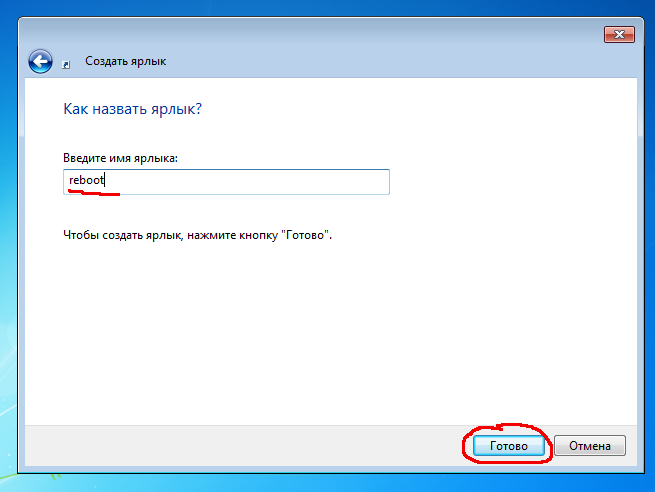 Создать ярлык
Как назвать ярлык?
Введите имя ярлыка:
reboot
Чтобы создать ярлык, нажмите кнопку "Готово".
Готово
Отмена